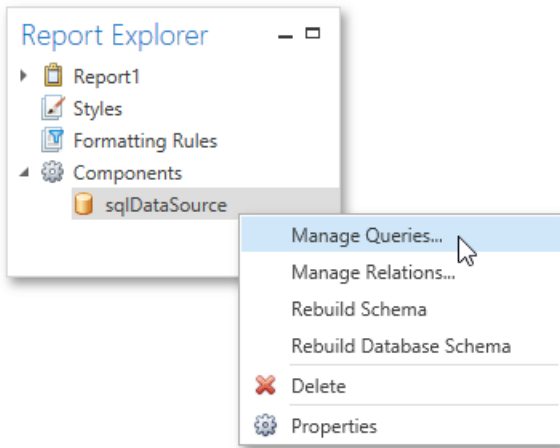 Report Explorer
Report1
Styles
Formatting Rules
Components
sqlDataSource
Manage Queries...
Manage Relations...
Rebuild Schema
Rebuild Database Schema
Delete
Properties